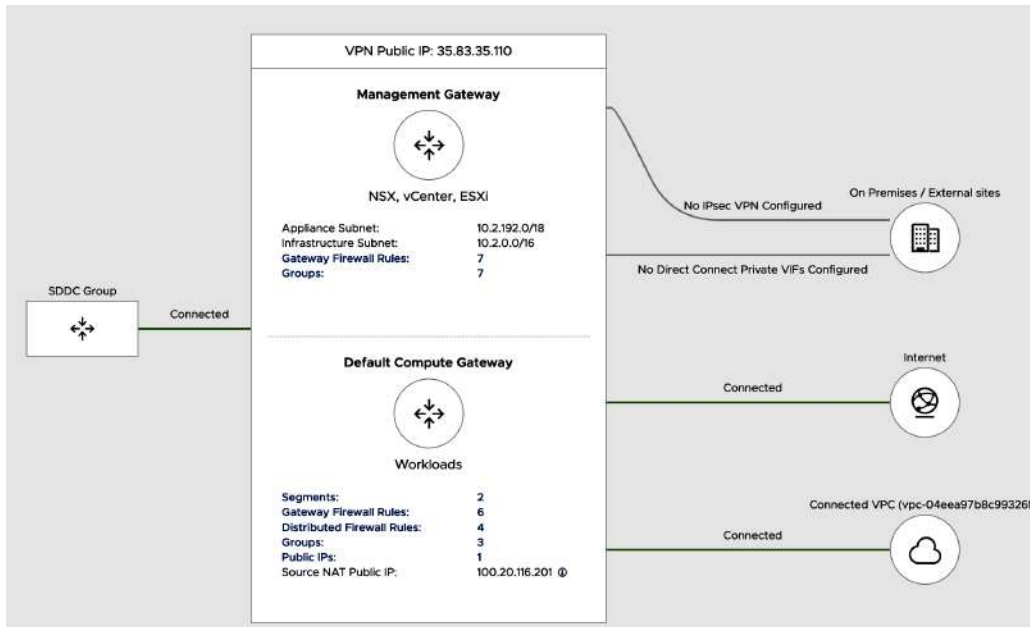 VPN Public IP: 35.83.35.110
Management Gateway
NSX, vCenter, ESXi
Appliance Subnet: 10.2.192.0/18
Infrastructure Subnet: 10.2.0.0/16
Gateway Firewall Rules: 7
Groups: 7
SDDC Group
Connected
Default Compute Gateway
Workloads
Segments: 2
Gateway Firewall Rules: 6
Distributed Firewall Rules: 4
Groups: 3
Public IPs: 1
Source NAT Public IP: 100.20.116.201
On Premises / External sites
No IPsec VPN Configured
No Direct Connect Private VIFs Configured
Internet
Connected
Connected VPC (vpc-04eea97b8c99326
Connected